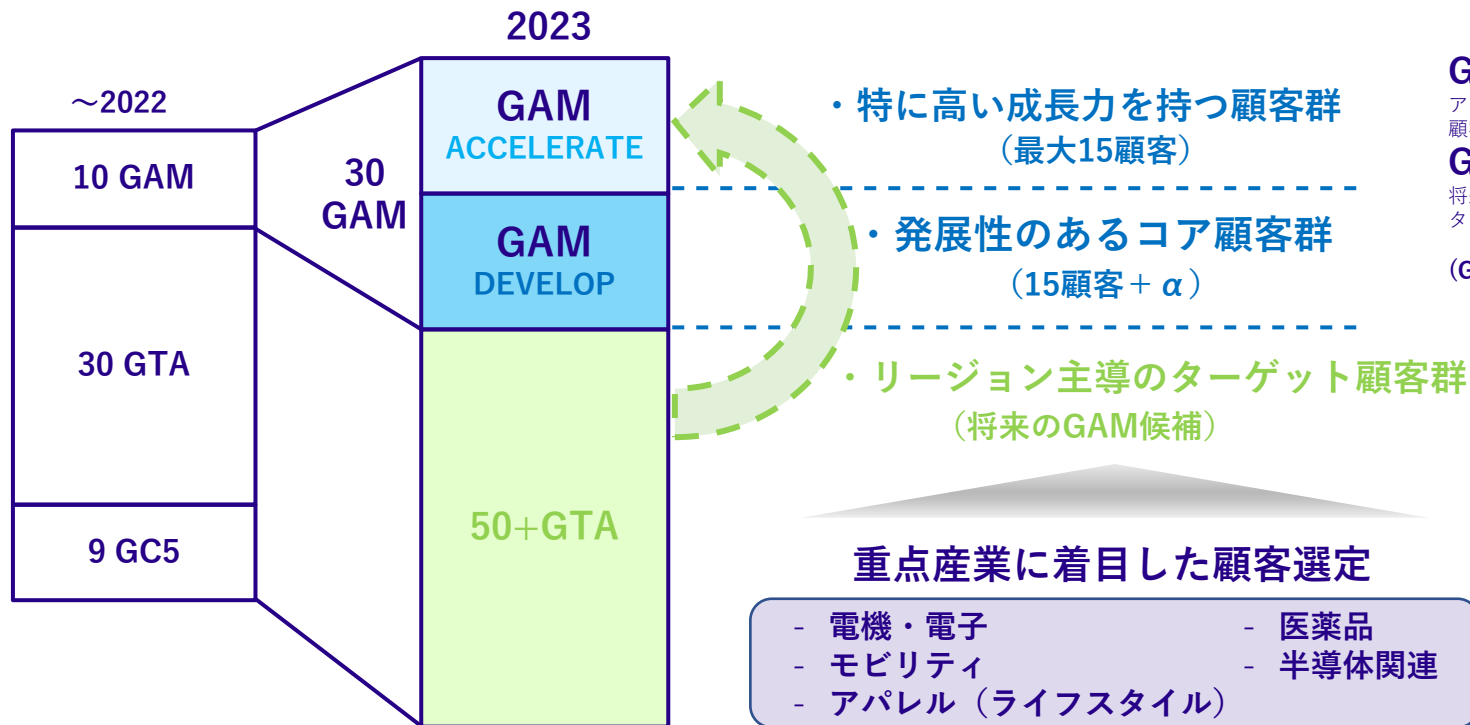 2023
～2022
10 GAM
30 GTA
9 GC5
30
GAM
GAM
ACCELERATE
GAM
DEVELOP
50+GTA
・特に高い成長力を持つ顧客群
（最大15顧客）
・発展性のあるコア顧客群
（15顧客＋α）
・リージョン主導のターゲット顧客群
（将来のGAM候補）
重点産業に着目した顧客選定
- 電機・電子
- モビリティ
- アパレル（ライフスタイル）
- 医薬品
- 半導体関連
G
ア
顧
G
将
タ
(G